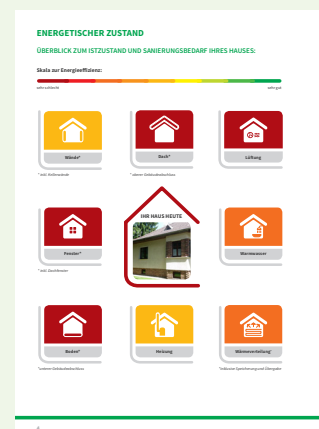 ENERGETISCHER ZUSTAND
ÜBERBLICK ZUM ISTZUSTAND UND SANIERUNGSBEDARF IHRES HAUSES:
Skala zur Energieeffizienz:
sehr schlecht
sehr gut
Wände*
Dach*
Lüftung
* inkl. Kellerwände
* oberer Gebäudeabschluss
IHR HAUS HEUTE
Fenster*
Warmwasser
* inkl. Dachfenster
Boden*
Heizung
Wärmeverteilung*
*unterer Gebäudeabschluss
*inklusive Speicherung und Übergabe